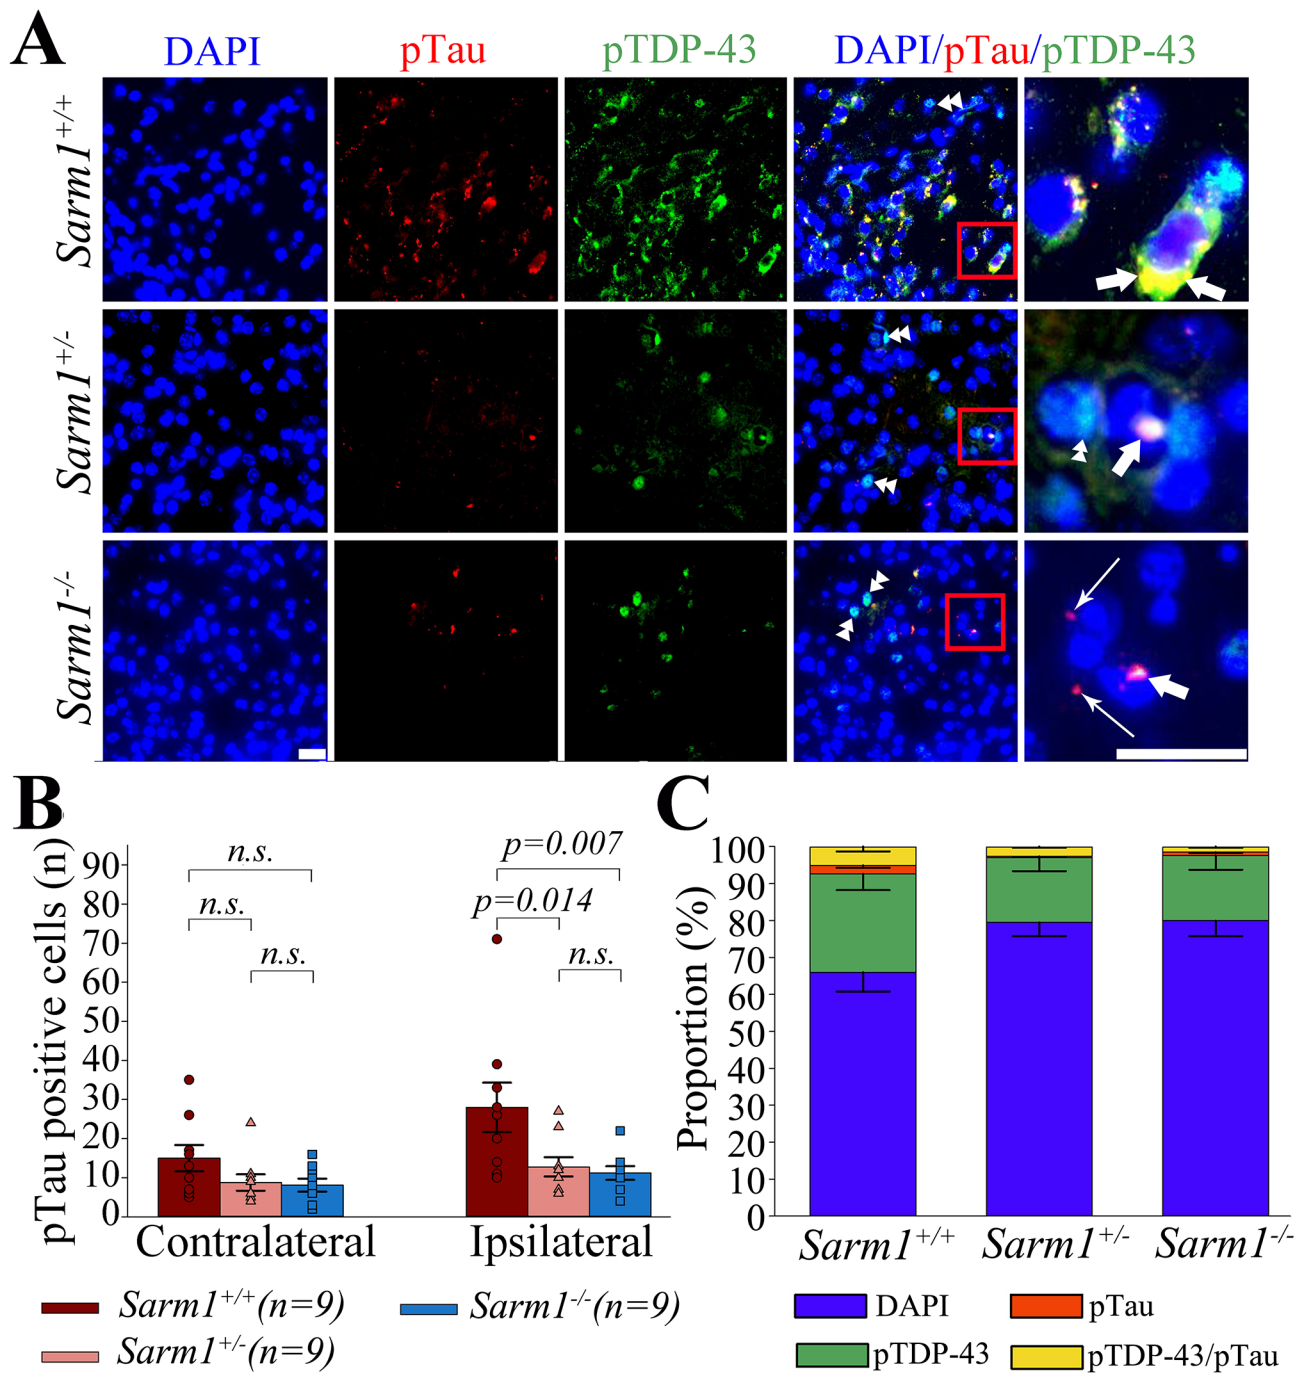 A
DAPI pTau pTDP-43 DAPI/pTau/pTDP-43
Sarm1+/+
Sarm1+/-
Sarm1-/-
B
pTau positive cells (n)
90
80
70
60
50
40
30
20
10
0
n.s.
n.s.
n.s.
p=0.007
p=0.014
n.s.
Contralateral Ipsilateral
Sarm1+/+(n=9) Sarm1-/-(n=9)
Sarm1+/-(n=9)
C
Proportion (%)
100
90
80
70
60
50
40
30
20
10
0
Sarm1+/+ Sarm1+/- Sarm1-/-
DAPI pTau
pTDP-43 pTDP-43/pTau